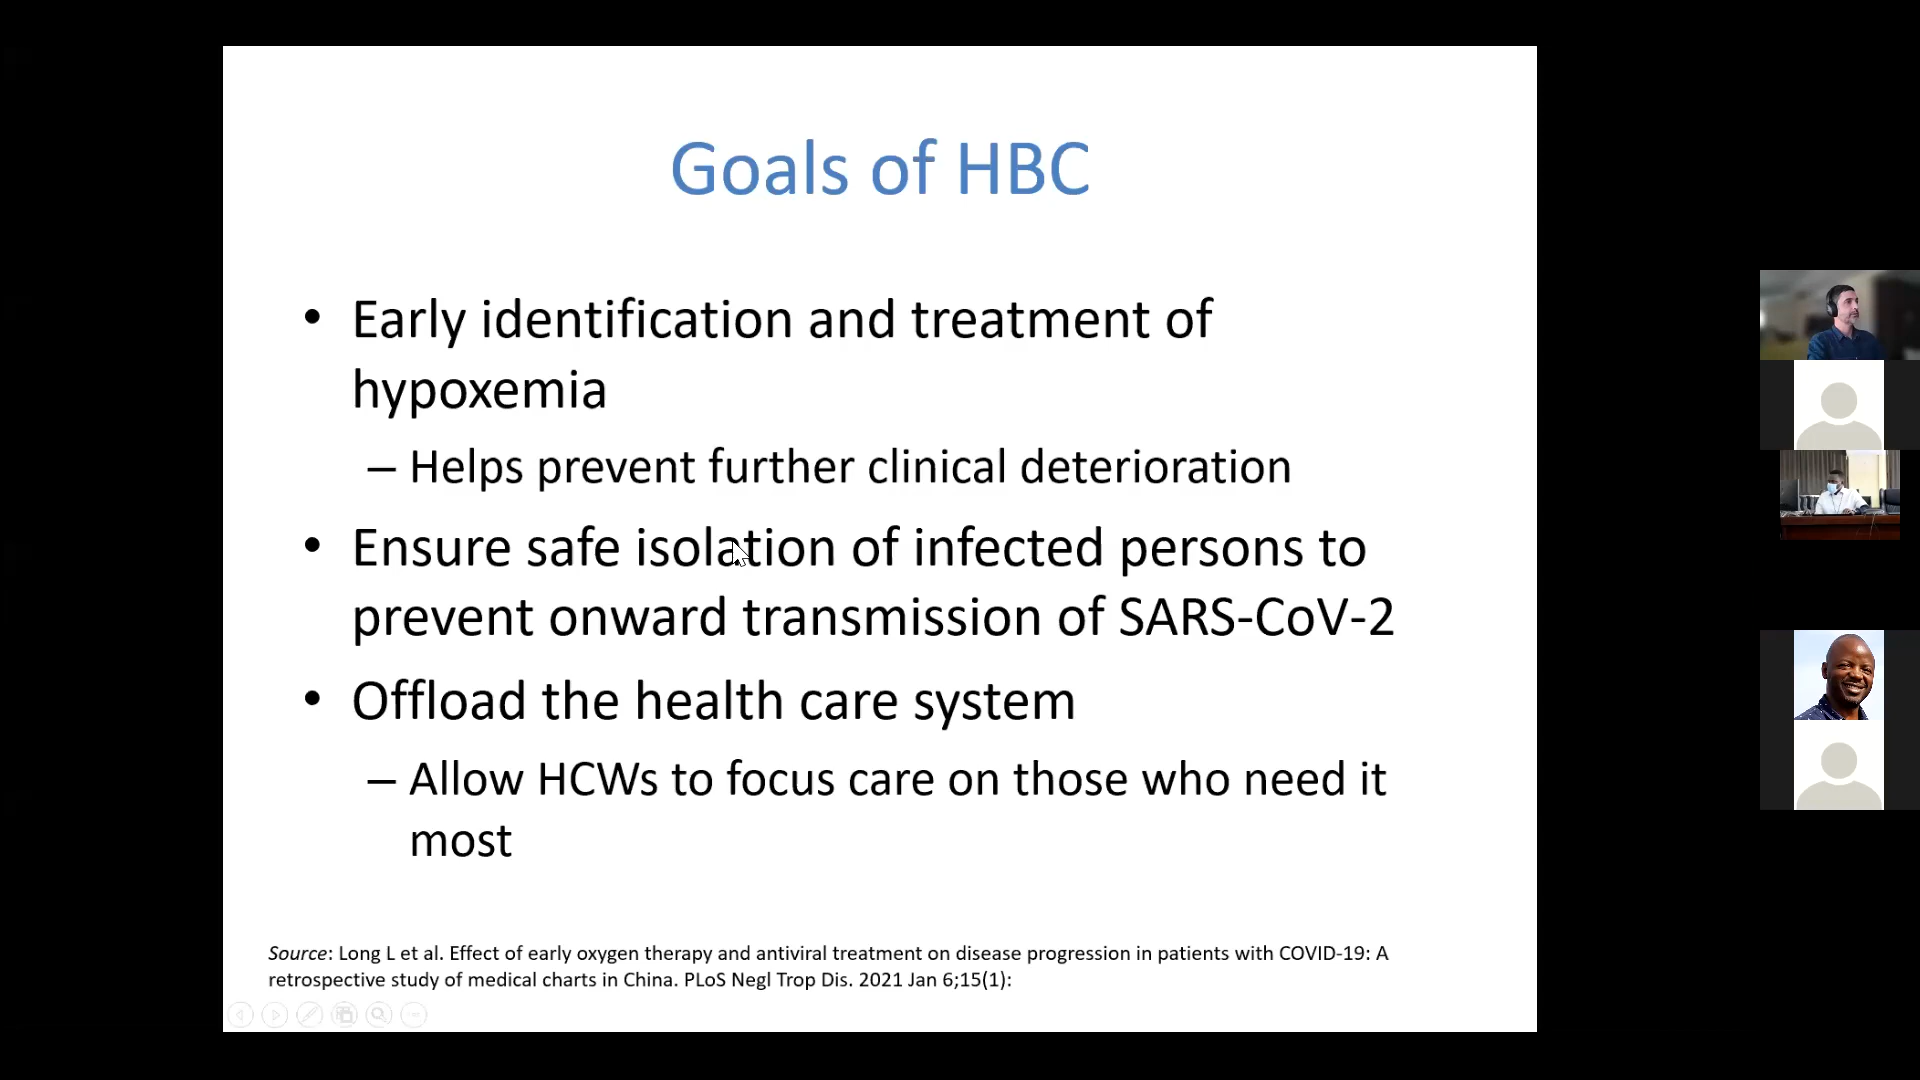 Goals of HBC
• Early identification and treatment of
hypoxemia
– Helps prevent further clinical deterioration
• Ensure safe isolation of infected persons to
prevent onward transmission of SARS-CoV-2
• Offload the health care system
– Allow HCWs to focus care on those who need it
most
Source: Long L et al. Effect of early oxygen therapy and antiviral treatment on disease progression in patients with COVID-19: A
retrospective study of medical charts in China. PLoS Negl Trop Dis. 2021 Jan 6;15(1):